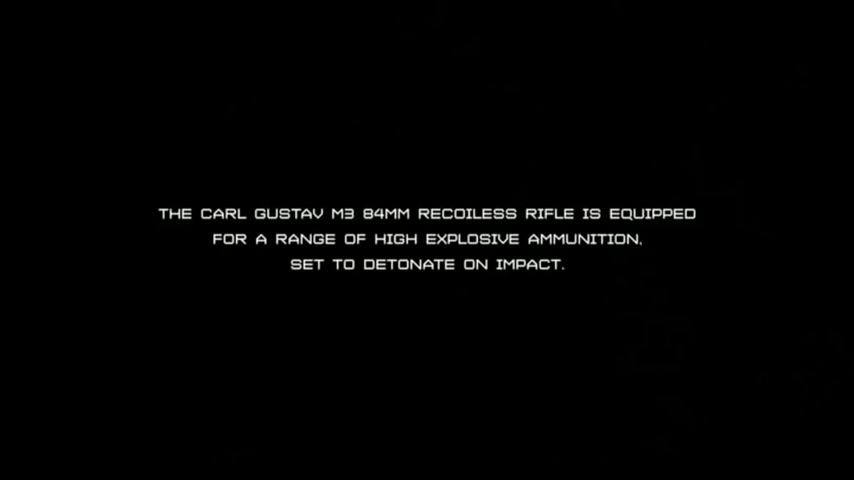 THE CARL GUSTAV M3 84MM RECOILESS RIFLE IS EQUIPPED
FOR A RANGE OF HIGH EXPLOSIVE AMMUNITION,
SET TO DETONATE ON IMPACT.